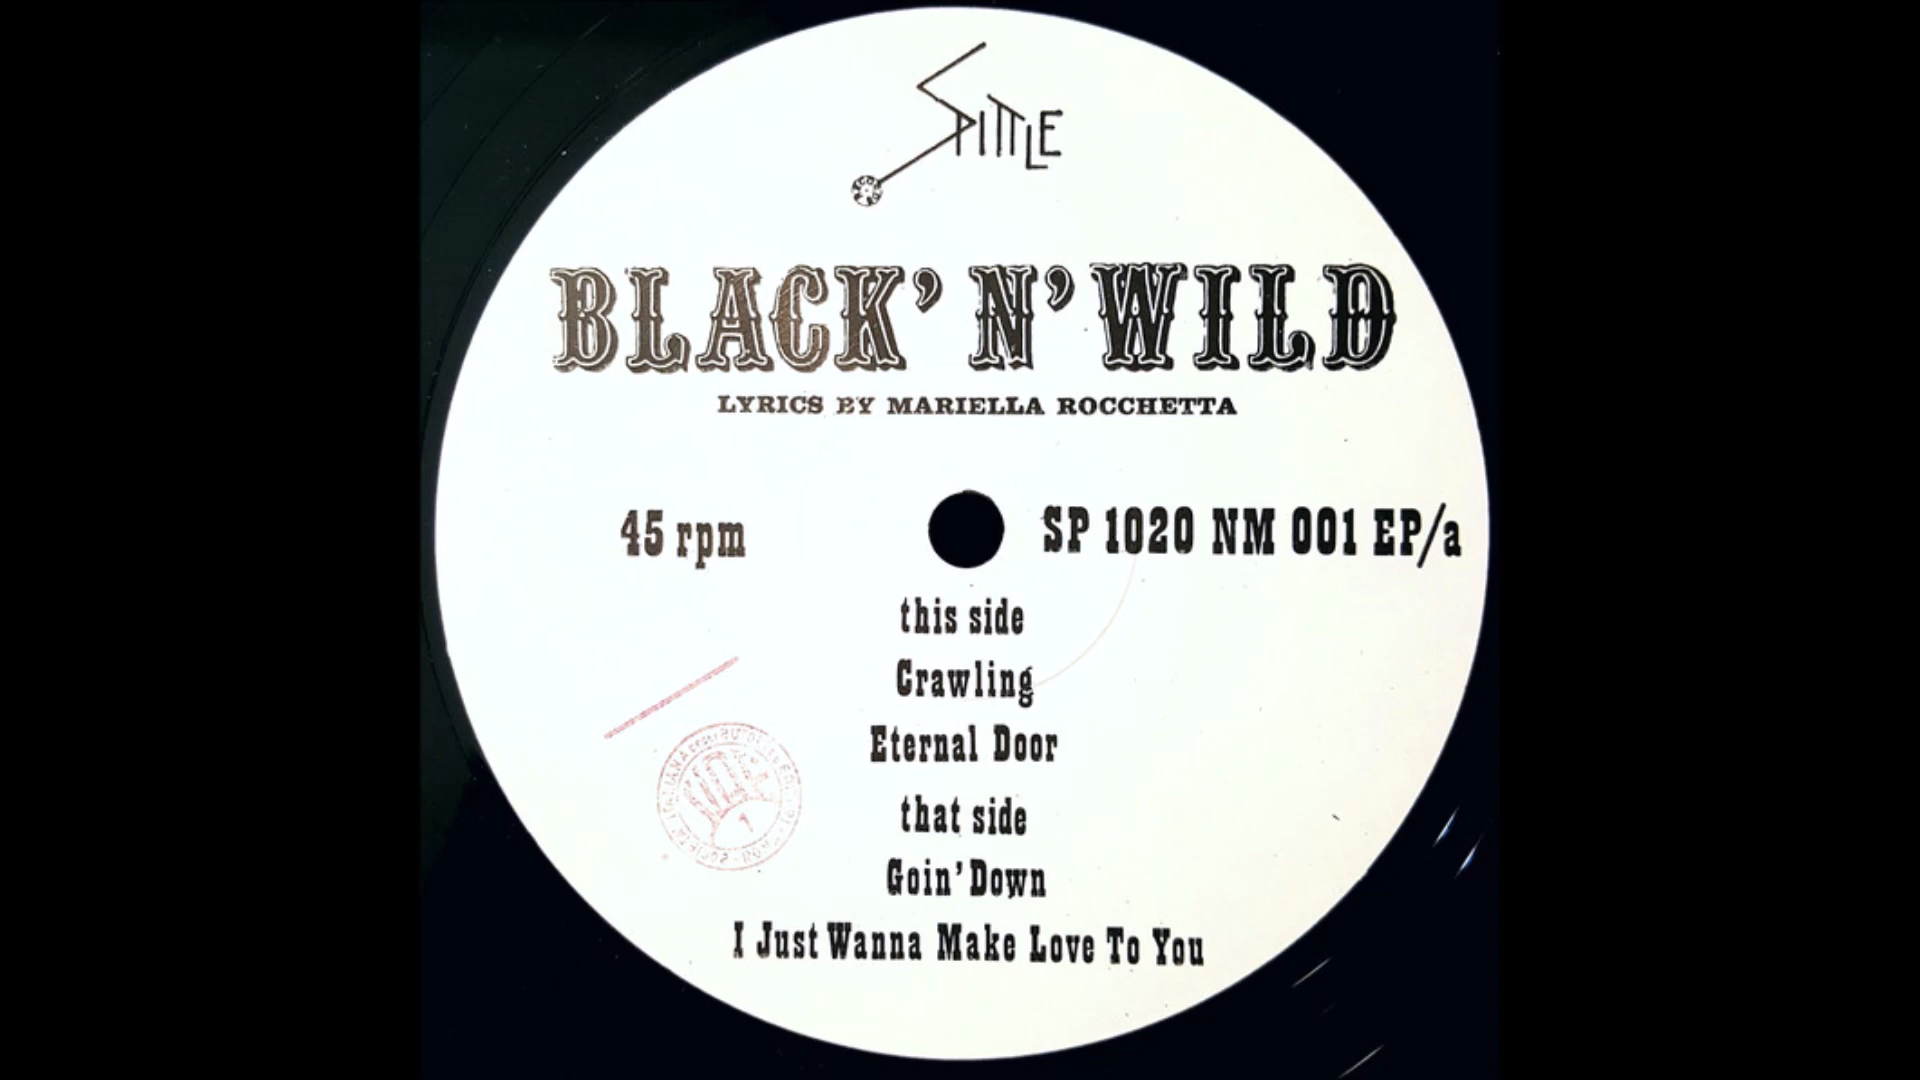 SPITTLE
BLACK'N'WILD
LYRICS BY MARIELLA ROCCHETTA
45 rpm
SP 1020 NM 001 EP/a
this side
Crawling
Eternal Door
that side
Goin'Down
I Just Wanna Make Love To You